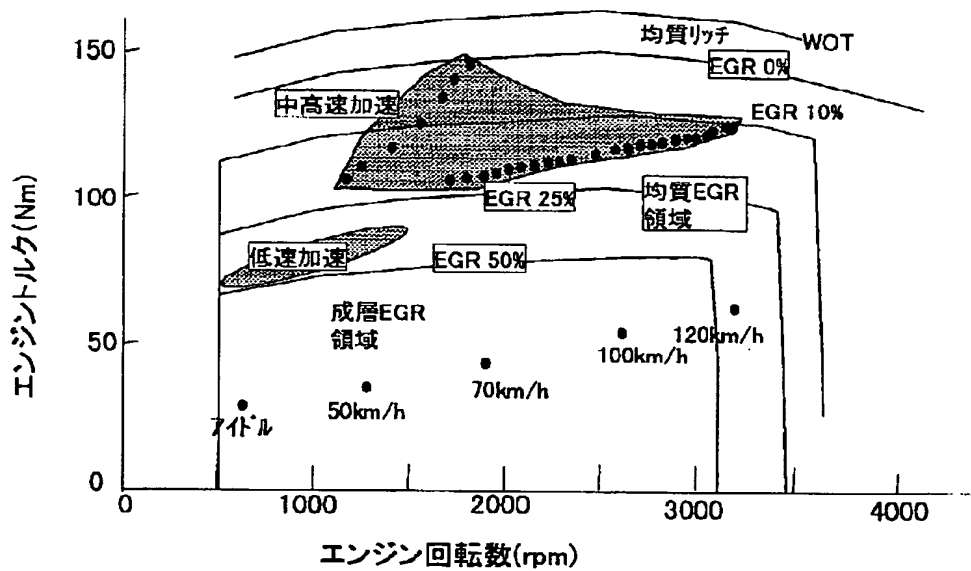 150
100
50
0
エンジントルク(Nm)
均質リッチ
WOT
EGR 0%
中高速加速
EGR 10%
EGR 25%
均質EGR
領域
低速加速
EGR 50%
成層EGR
領域
アイドル
50km/h
70km/h
100km/h
120km/h
0
1000
2000
3000
4000
エンジン回転数(rpm)